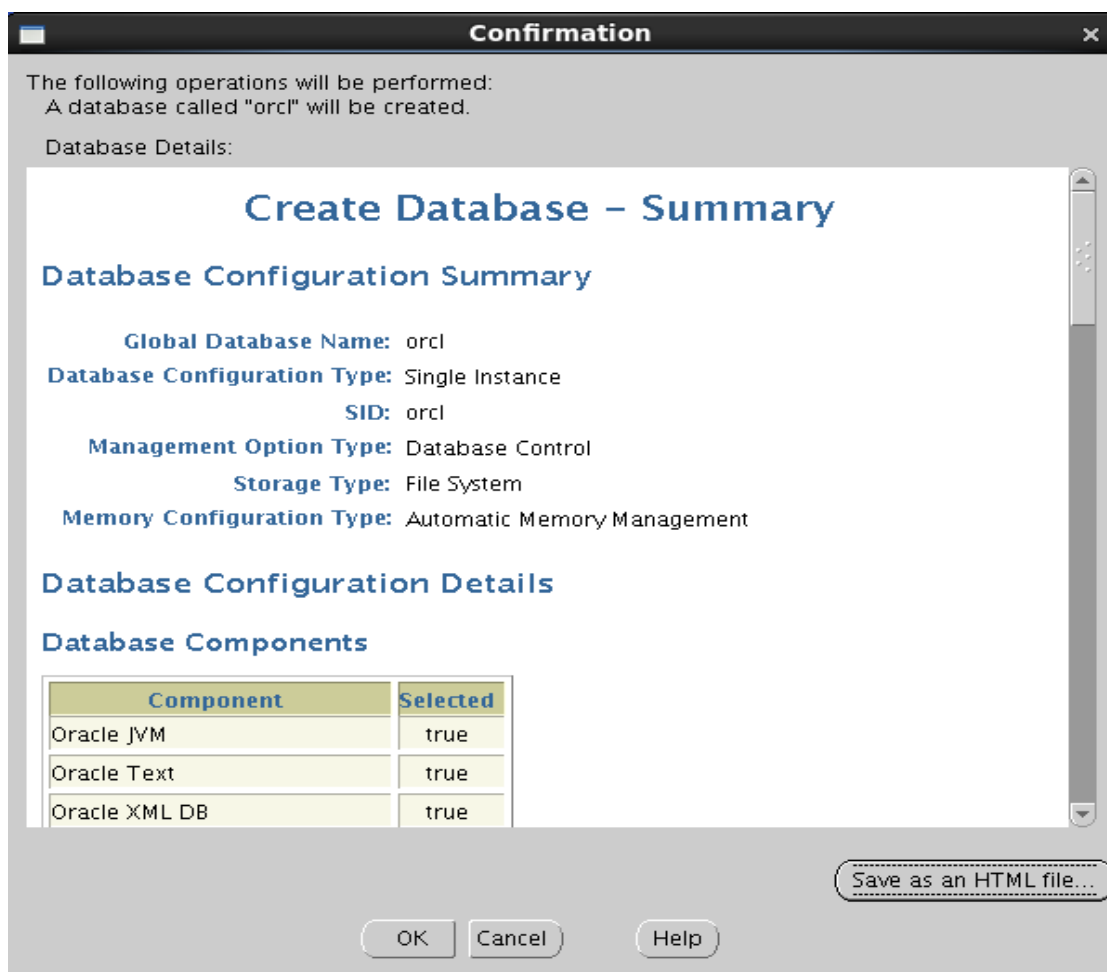 Confirmation
The following operations will be performed:
A database called "orcl" will be created.
Database Details:
Create Database – Summary
Database Configuration Summary
Global Database Name: orcl
Database Configuration Type: Single Instance
SID: orcl
Management Option Type: Database Control
Storage Type: File System
Memory Configuration Type: Automatic Memory Management
Database Configuration Details
Database Components
Component Selected
Oracle JVM true
Oracle Text true
Oracle XML DB true
Save as an HTML file...
OK Cancel Help